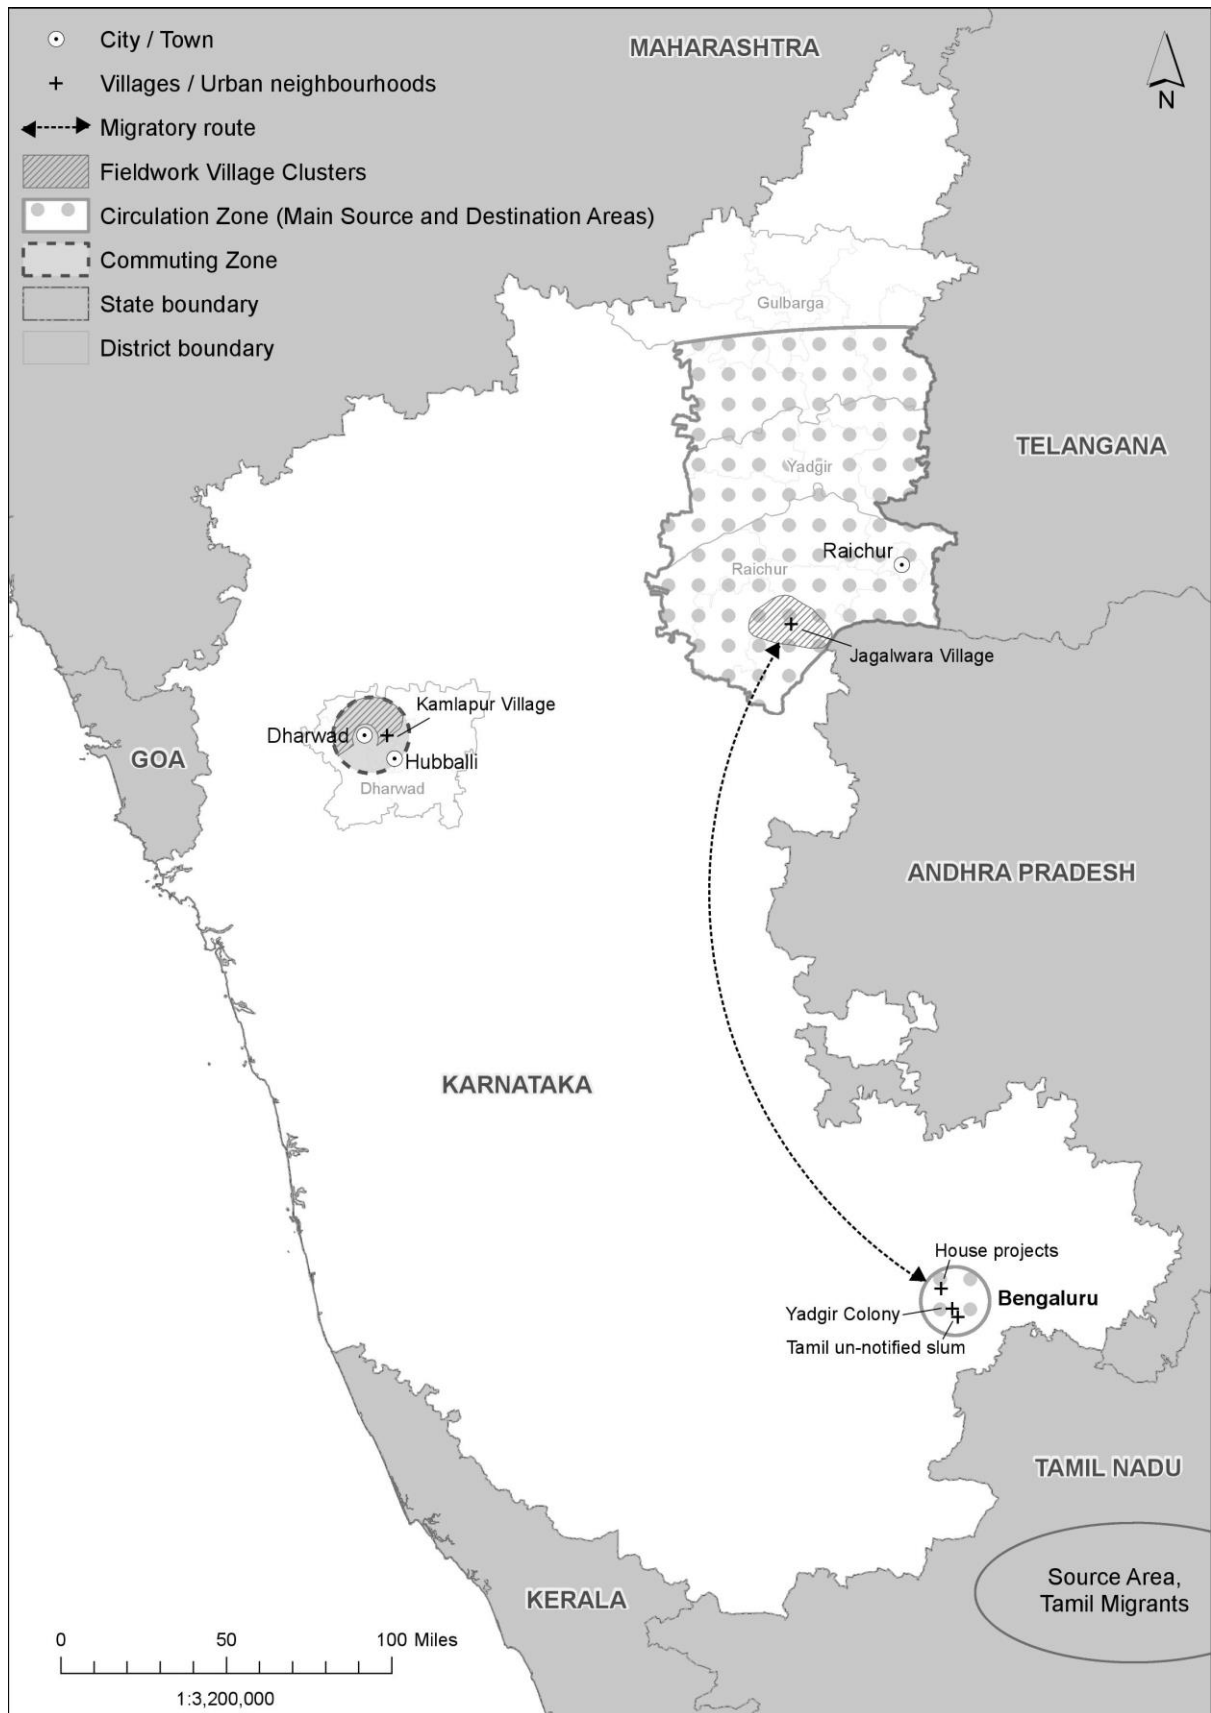 City / Town
Villages / Urban neighbourhoods
Migratory route
Fieldwork Village Clusters
Circulation Zone (Main Source and Destination Areas)
Commuting Zone
State boundary
District boundary
MAHARASHTRA
N
Gulbarga
TELANGANA
Yadgir
Raichur
Raichur
Jagalwara Village
Kamlapur Village
Dharwad
Hubballi
Dharwad
GOA
ANDHRA PRADESH
KARNATAKA
House projects
Bengaluru
Yadgir Colony
Tamil un-notified slum
TAMIL NADU
Source Area,
Tamil Migrants
KERALA
0 50 100 Miles
1:3,200,000